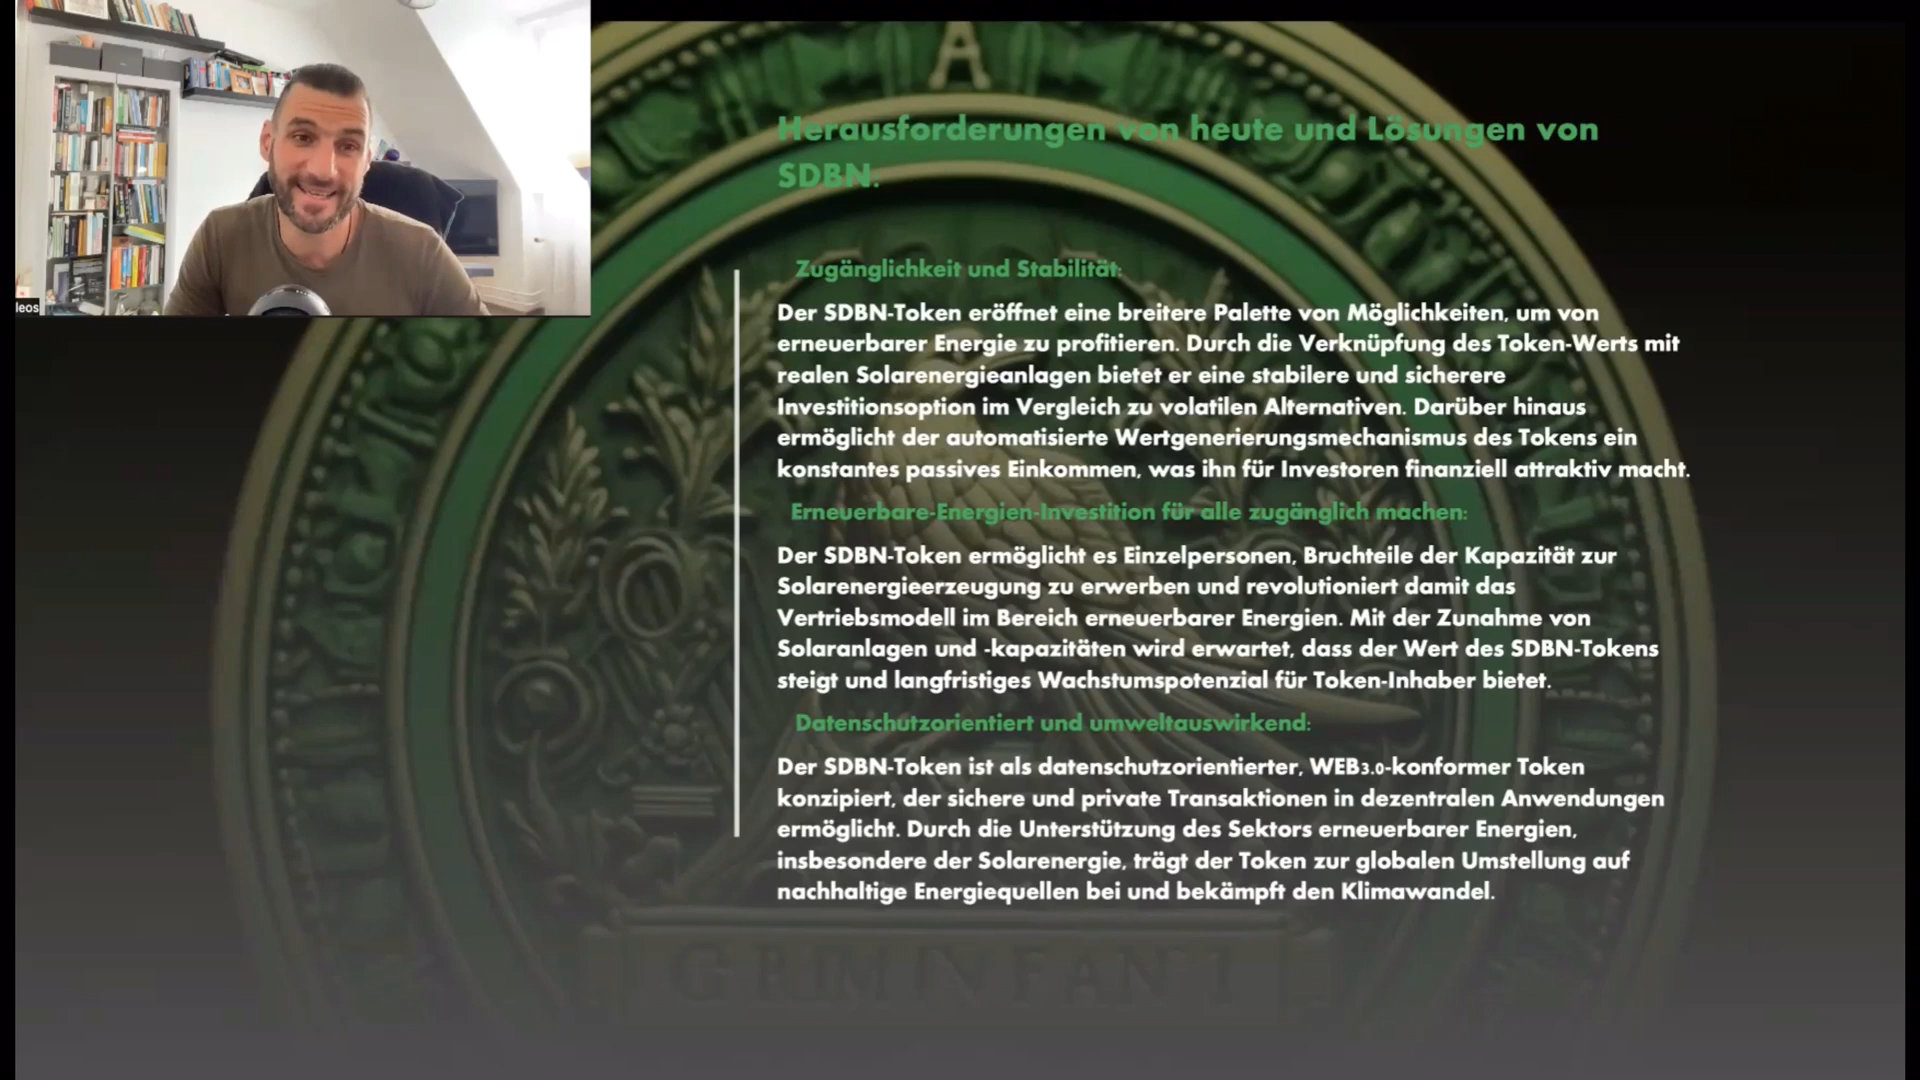 leos
A
Herausforderungen von heute und Lösungen von
SDBN:
Zugänglichkeit und Stabilität:
Der SDBN-Token eröffnet eine breitere Palette von Möglichkeiten, um von
erneuerbarer Energie zu profitieren. Durch die Verknüpfung des Token-Werts mit
realen Solarenergieanlagen bietet er eine stabilere und sicherere
Investitionsoption im Vergleich zu volatilen Alternativen. Darüber hinaus
ermöglicht der automatisierte Wertgenerierungsmechanismus des Tokens ein
konstantes passives Einkommen, was ihn für Investoren finanziell attraktiv macht.
Erneuerbare-Energien-Investition für alle zugänglich machen:
Der SDBN-Token ermöglicht es Einzelpersonen, Bruchteile der Kapazität zur
Solarenergieerzeugung zu erwerben und revolutioniert damit das
Vertriebsmodell im Bereich erneuerbarer Energien. Mit der Zunahme von
Solaranlagen und -kapazitäten wird erwartet, dass der Wert des SDBN-Tokens
steigt und langfristiges Wachstumspotenzial für Token-Inhaber bietet.
Datenschutzorientiert und umweltauswirkend:
Der SDBN-Token ist als datenschutzorientierter, WEB3.0-konformer Token
konzipiert, der sichere und private Transaktionen in dezentralen Anwendungen
ermöglicht. Durch die Unterstützung des Sektors erneuerbarer Energien,
insbesondere der Solarenergie, trägt der Token zur globalen Umstellung auf
nachhaltige Energiequellen bei und bekämpft den Klimawandel.